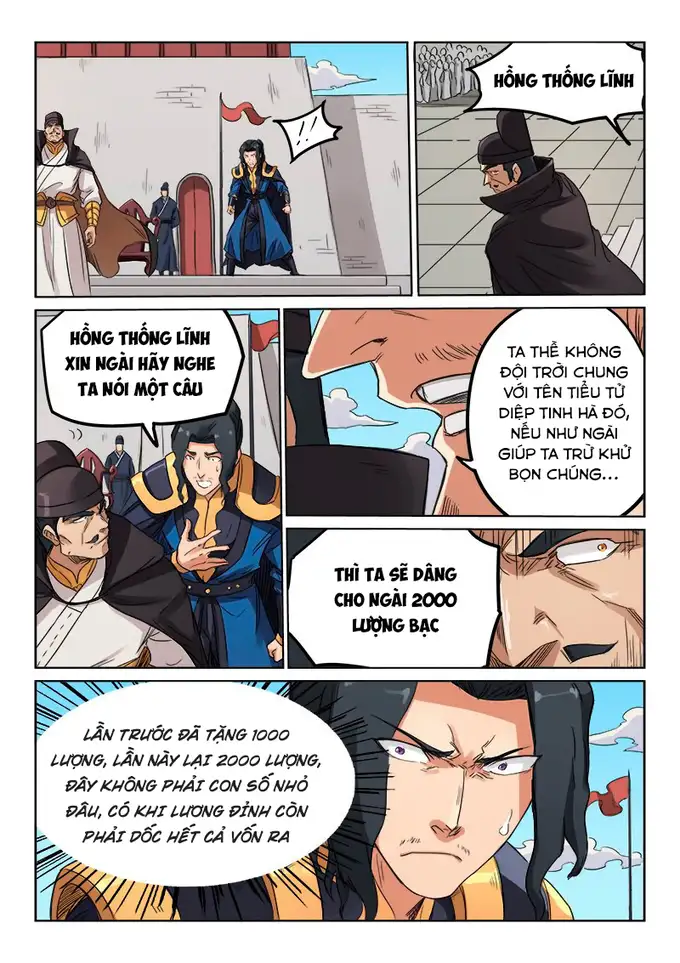 HỒNG THỐNG LĨNH
HỒNG THỐNG LĨNH
XIN NGÀI HÃY NGHE
TA NÓI MỘT CÂU
TA THỀ KHÔNG
ĐỘI TRỜI CHUNG
VỚI TÊN TIỂU TỬ
DIỆP TINH HÀ ĐÓ,
NẾU NHƯ NGÀI
GIÚP TA TRỪ KHỬ
BỌN CHÚNG...
THÌ TA SẼ DÂNG
CHO NGÀI 2000
LƯỢNG BẠC
LẦN TRƯỚC ĐÃ TẶNG 1000
LƯỢNG, LẦN NÀY LẠI 2000 LƯỢNG,
ĐÂY KHÔNG PHẢI CON SỐ NHỎ
ĐÂU, CÓ KHI LƯƠNG ĐỈNH CÒN
PHẢI DỐC HẾT CẢ VỐN RA